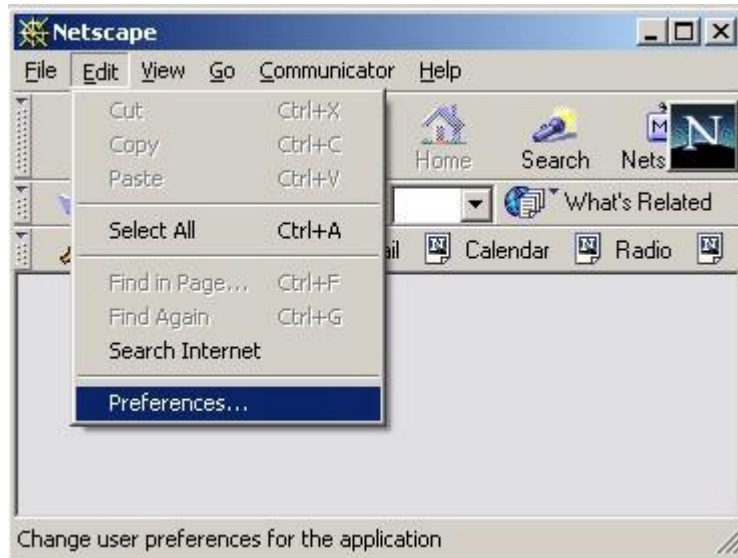 Netscape
File Edit View Go Communicator Help
Cut Ctrl+X
Copy Ctrl+C
Paste Ctrl+V
Select All Ctrl+A
Find in Page... Ctrl+F
Find Again Ctrl+G
Search Internet
Preferences...
Home Search Nets N
What's Related
ail Calendar Radio
Change user preferences for the application